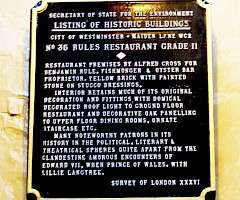 SECRETARY OF STATE FOR THE ENVIRONMENT
LISTING OF HISTORIC BUILDINGS
CITY OF WESTMINSTER - MAIDEN LANE WC2
No 36 RULES RESTAURANT GRADE II
RESTAURANT PREMISES BY ALFRED CROSS FOR
BENJAMIN RULE, FISHMONGER & OYSTER BAR
PROPRIETOR. YELLOW BRICK WITH PAINTED
STONE OR STUCCO DRESSINGS.
INTERIOR RETAINS MUCH OF ITS ORIGINAL
DECORATION AND FITTINGS WITH DOMICAL
DECORATED ROOF LIGHT TO GROUND FLOOR
RESTAURANT AND DECORATIVE OAK PANELLING
TO UPPER FLOOR DINING ROOMS, ORNATE
STAIRCASE ETC.
MANY NOTEWORTHY PATRONS IN ITS
HISTORY IN THE POLITICAL, LITERARY &
THEATRICAL SPHERES QUITE APART FROM THE
CLANDESTINE AMOROUS ENCOUNTERS OF
EDWARD VII, WHEN PRINCE OF WALES, WITH
LILLIE LANGTREE.
SURVEY OF LONDON XXXVI